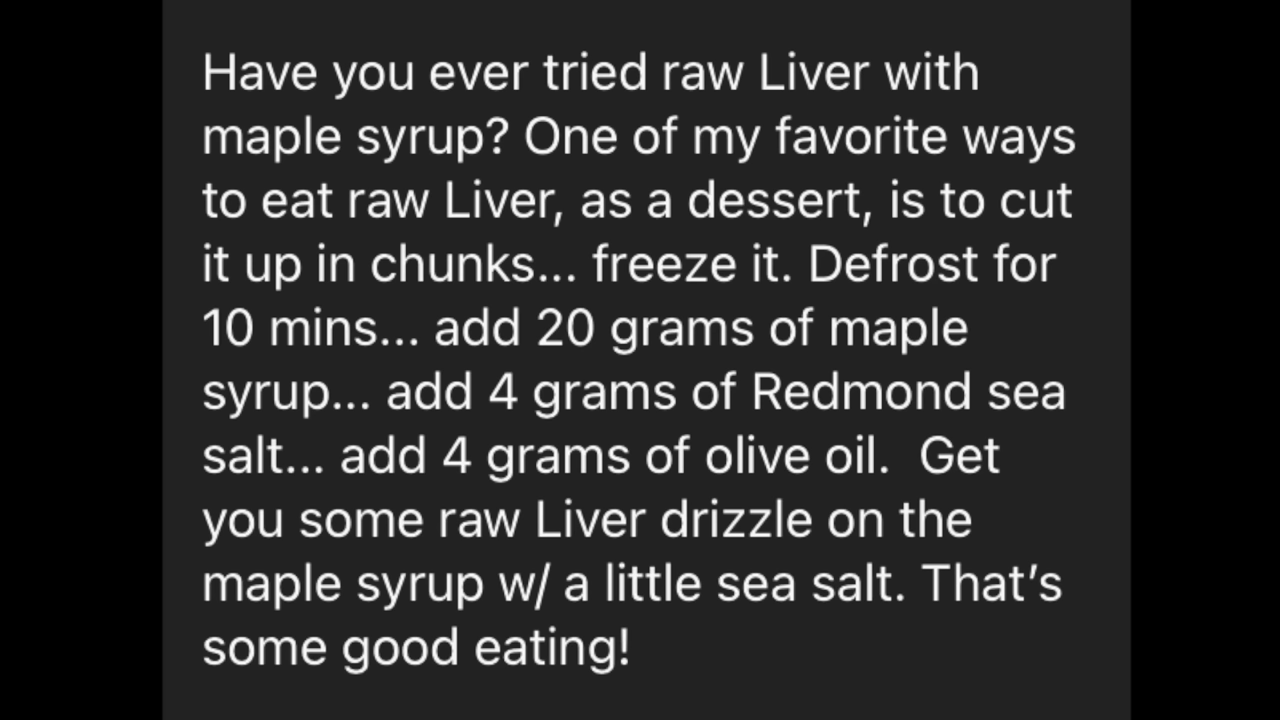 Have you ever tried raw Liver with
maple syrup? One of my favorite ways
to eat raw Liver, as a dessert, is to cut
it up in chunks... freeze it. Defrost for
10 mins... add 20 grams of maple
syrup... add 4 grams of Redmond sea
salt... add 4 grams of olive oil.  Get
you some raw Liver drizzle on the
maple syrup w/ a little sea salt. That’s
some good eating!